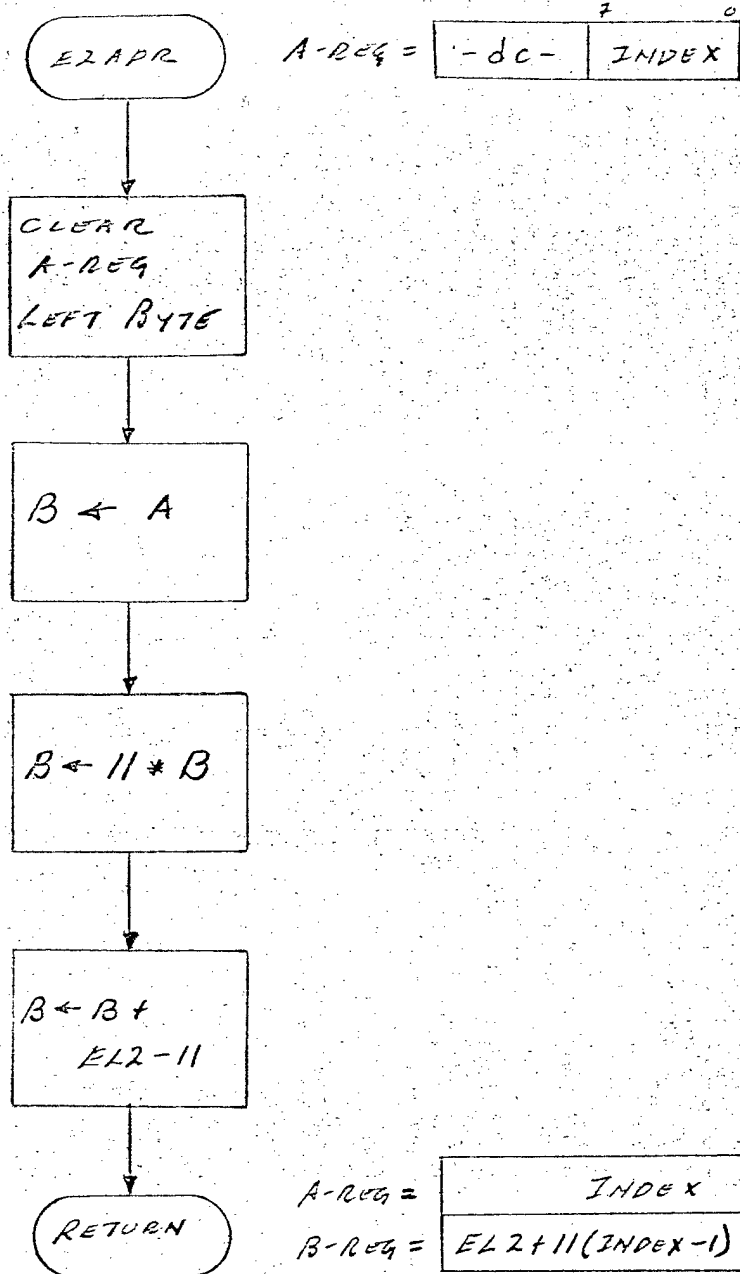 7 0
E2ADR
A-REG = -dc- INDEX
CLEAR
A-REG
LEFT BYTE
B ← A
B ← 11 * B
B ← B +
EL2-11
RETURN
A-REG = INDEX
B-REG = EL2+11(INDEX-1)